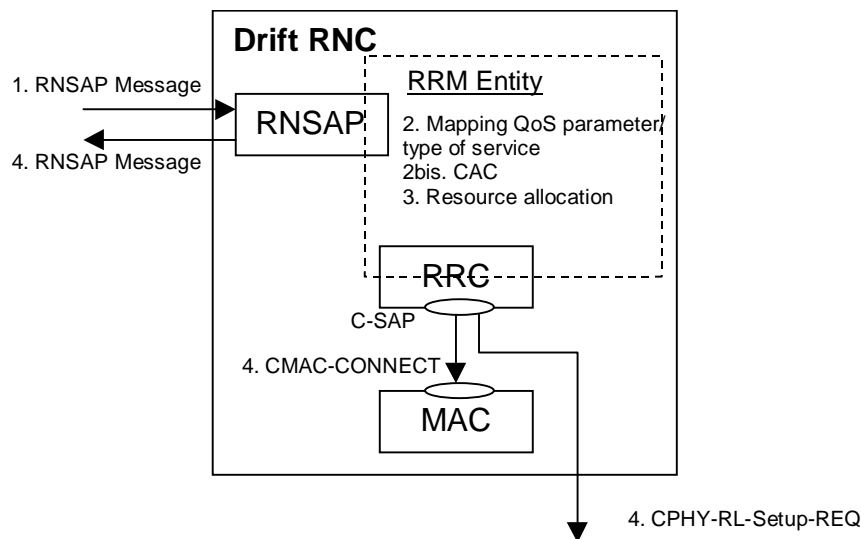 Drift RNC
1. RNSAP Message
RNSAP
4. RNSAP Message
RRM Entity
2. Mapping QoS parameter/
type of service
2bis. CAC
3. Resource allocation
RRC
C-SAP
4. CMAC-CONNECT
MAC
4. CPHY-RL-Setup-REQ